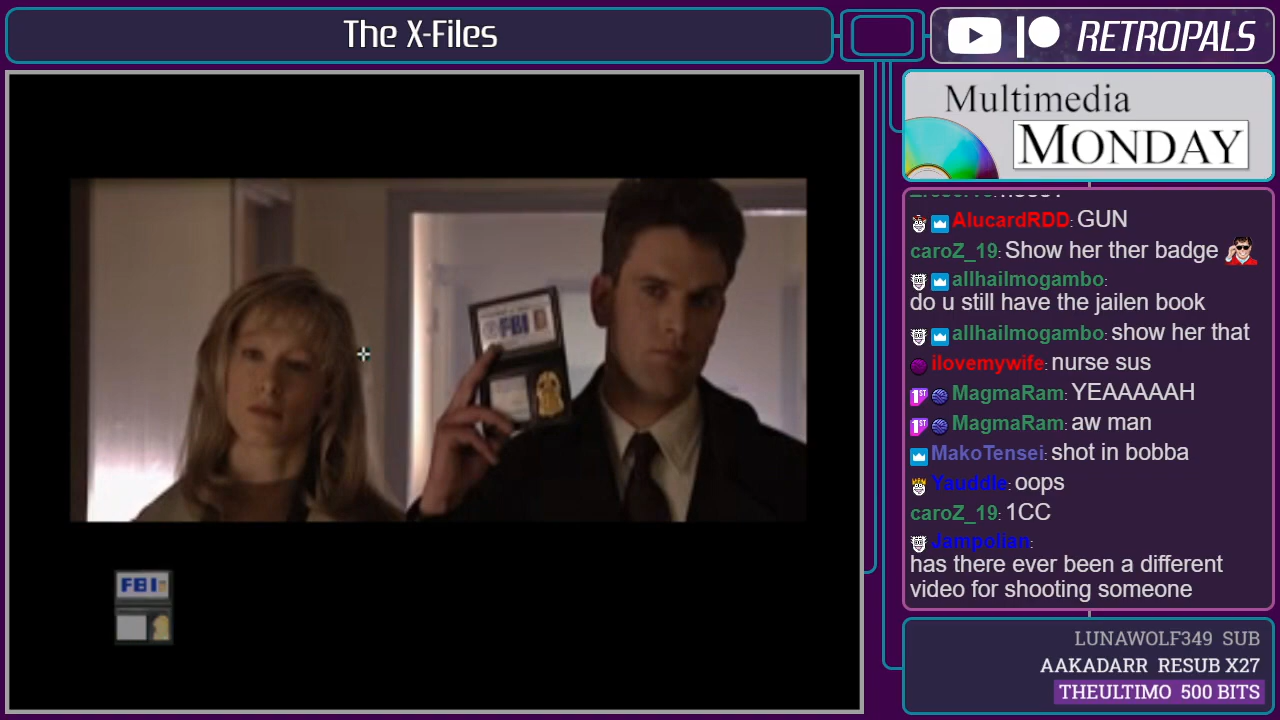 The X-Files
RETROPALS
Multimedia
MONDAY
AlucardRDD: GUN
caroZ_19: Show her ther badge
allhailmogambo:
do u still have the jailen book
allhailmogambo: show her that
ilovemywife: nurse sus
MagmaRam: YEAAAAAH
MagmaRam: aw man
MakoTensei: shot in bobba
Yauddle: oops
caroZ_19: 1CC
Jampolian:
has there ever been a different
video for shooting someone
FBI
FBI
LUNAWOLF349 SUB
AAKADARR RESUB X27
THEULTIMO 500 BITS